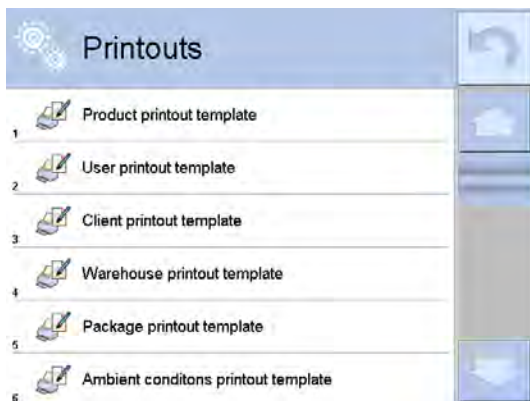 Printouts
1 Product printout template
2 User printout template
3 Client printout template
4 Warehouse printout template
5 Package printout template
6 Ambient conditons printout template